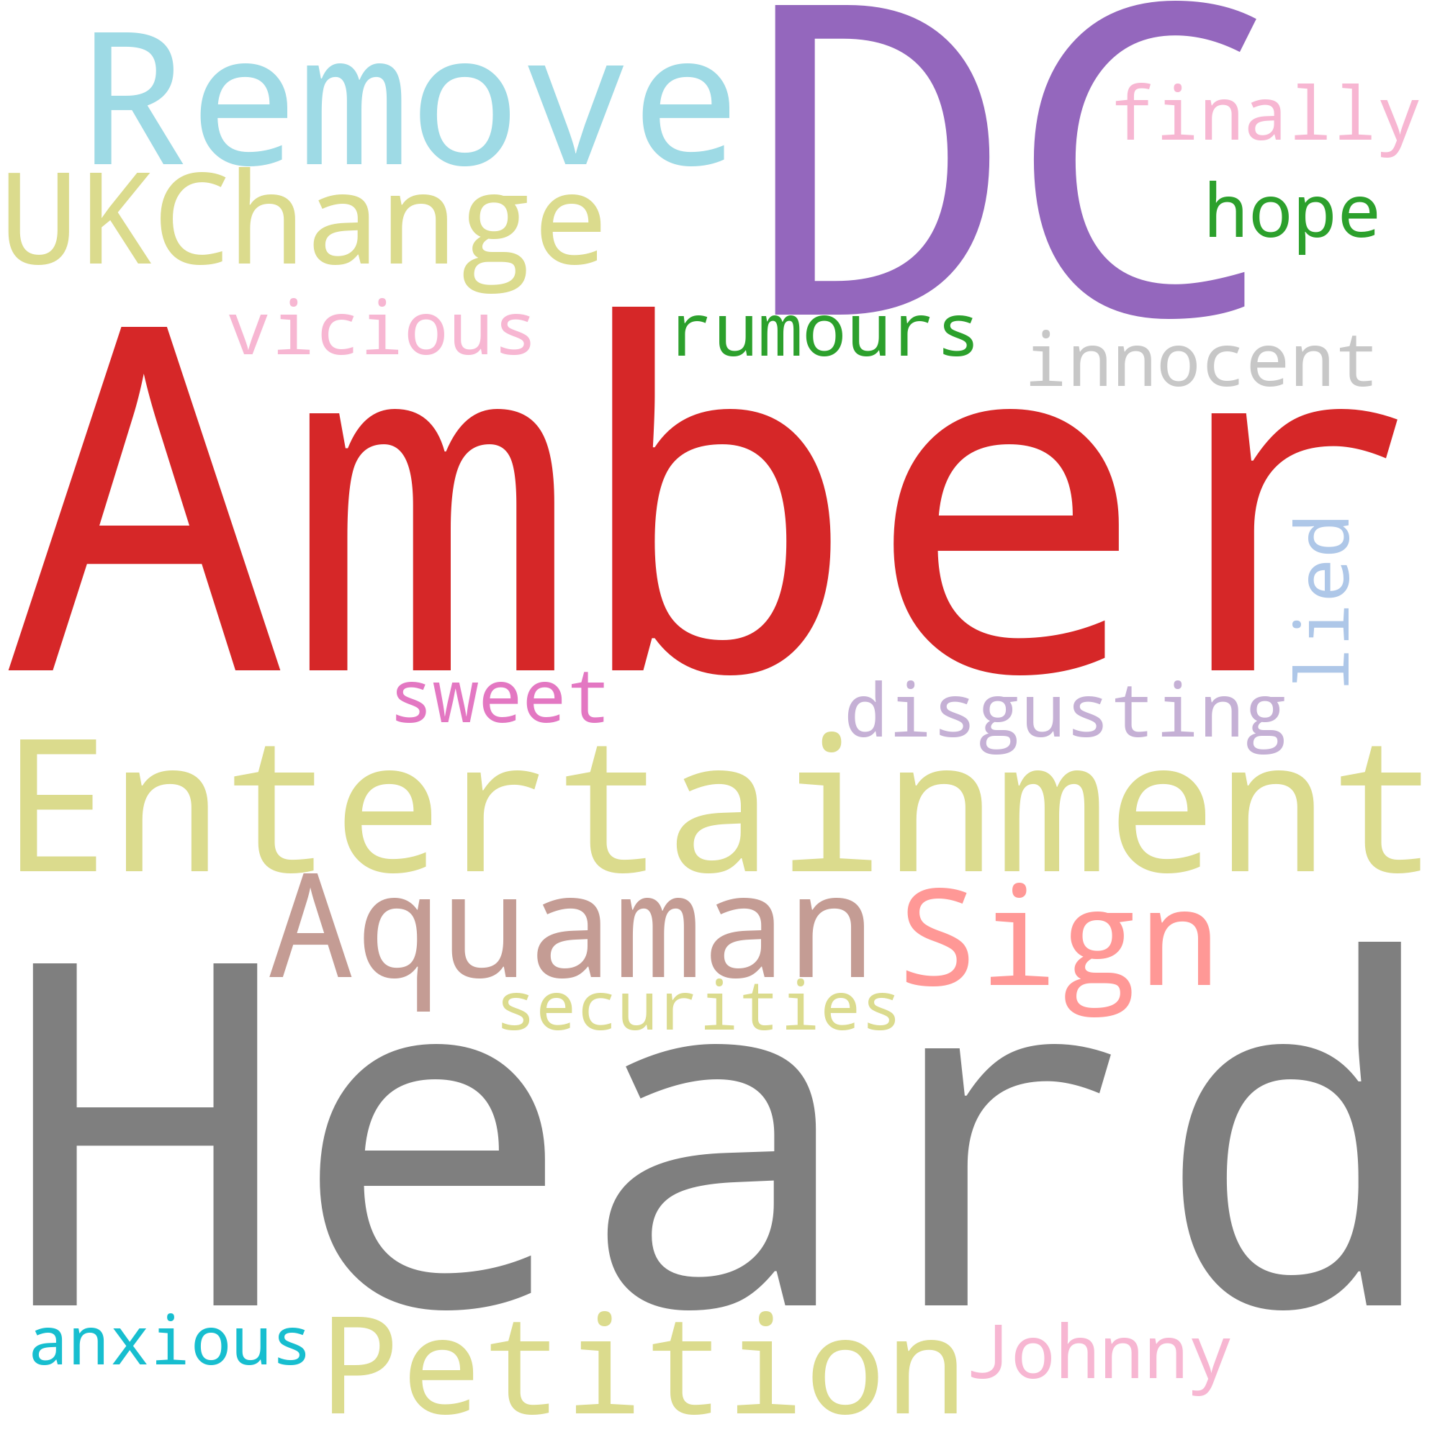 Remove DC
finally
UKChange
hope
vicious rumours innocent
Amber
lied
sweet disgusting
Entertainment
Aquaman Sign
securities
Heard
anxious Petition Johnny